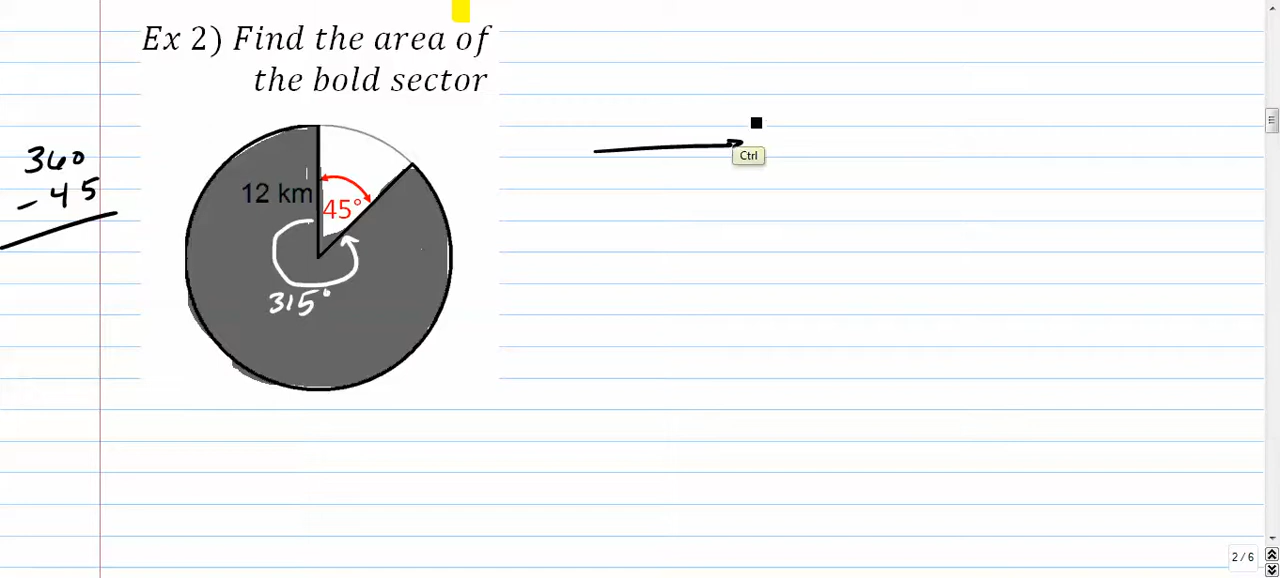 Ex 2) Find the area of
the bold sector
360
- 45
12 km
45°
315°
Ctrl
2 / 6